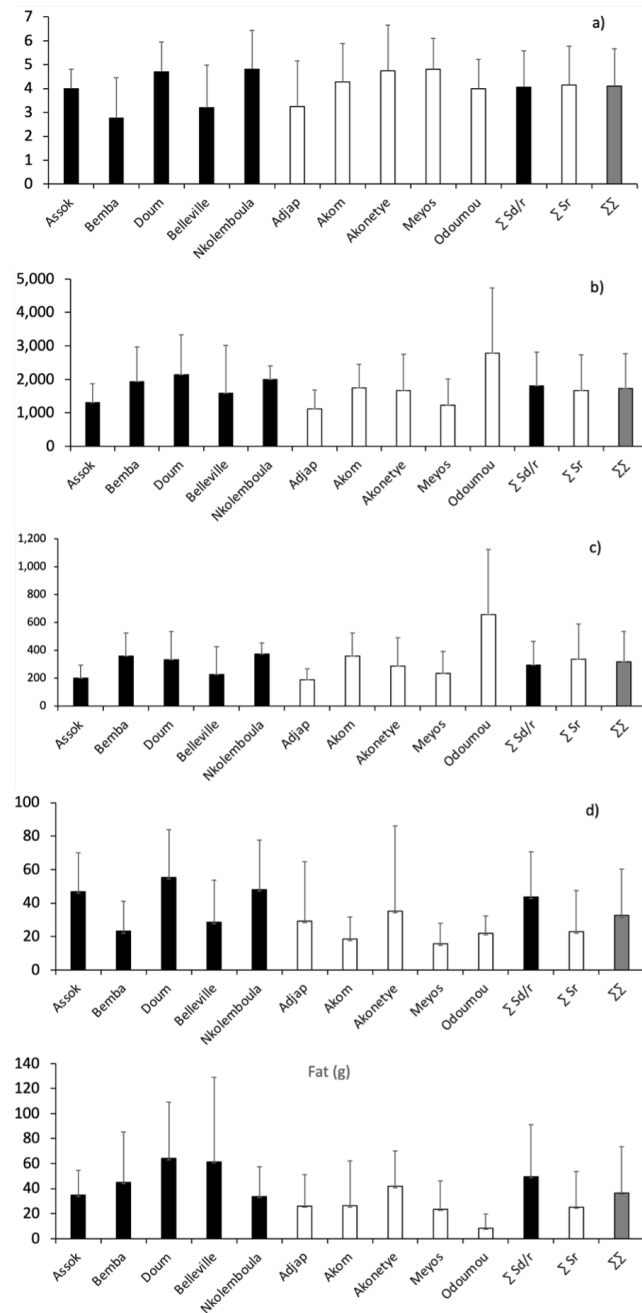 a)
7
6
5
4
3
2
1
0
Assok
Bemba
Doum
Belleville
Nkolemboula
Adjap
Akom
Akonetye
Meyos
Odoumou
∑ Sd/r
∑ Sr
∑∑
b)
5,000
4,000
3,000
2,000
1,000
0
Assok
Bemba
Doum
Belleville
Nkolemboula
Adjap
Akom
Akonetye
Meyos
Odoumou
∑ Sd/r
∑ Sr
∑∑
c)
1,200
1,000
800
600
400
200
0
Assok
Bemba
Doum
Belleville
Nkolemboula
Adjap
Akom
Akonetye
Meyos
Odoumou
∑ Sd/r
∑ Sr
∑∑
d)
100
80
60
40
20
0
Assok
Bemba
Doum
Belleville
Nkolemboula
Adjap
Akom
Akonetye
Meyos
Odoumou
∑ Sd/r
∑ Sr
∑∑
Fat (g)
140
120
100
80
60
40
20
0
Assok
Bemba
Doum
Belleville
Nkolemboula
Adjap
Akom
Akonetye
Meyos
Odoumou
∑ Sd/r
∑ Sr
∑∑